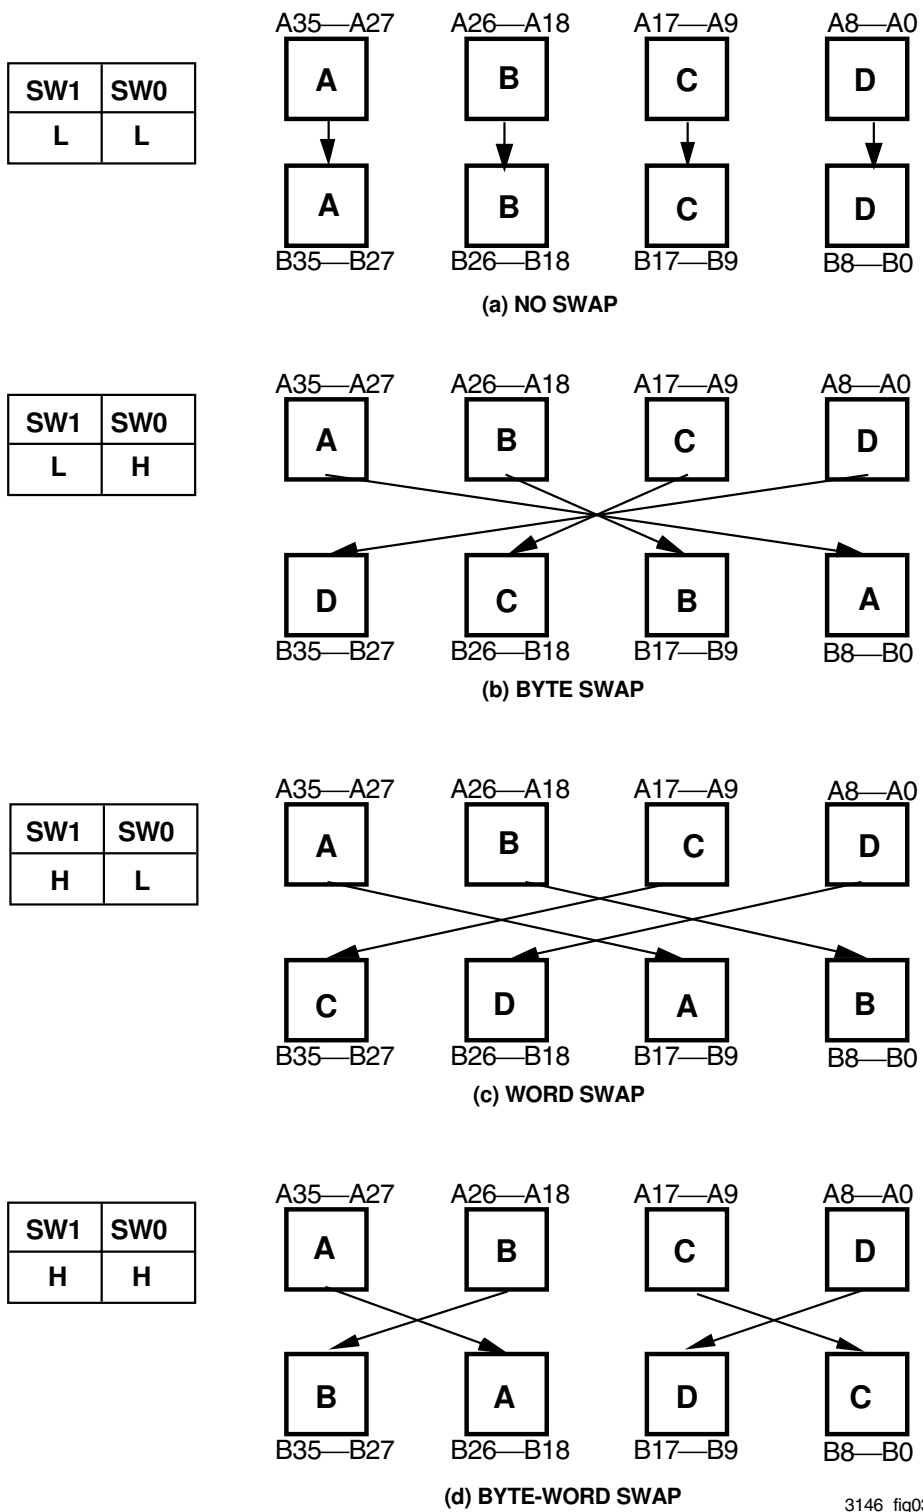 A35—A27 A26—A18 A17—A9 A8—A0
SW1 SW0
L L
A B C D
A B C D
B35—B27 B26—B18 B17—B9 B8—B0
(a) NO SWAP
A35—A27 A26—A18 A17—A9 A8—A0
SW1 SW0
L H
A B C D
D C B A
B35—B27 B26—B18 B17—B9 B8—B0
(b) BYTE SWAP
A35—A27 A26—A18 A17—A9 A8—A0
SW1 SW0
H L
A B C D
C D A B
B35—B27 B26—B18 B17—B9 B8—B0
(c) WORD SWAP
A35—A27 A26—A18 A17—A9 A8—A0
SW1 SW0
H H
A B C D
B A D C
B35—B27 B26—B18 B17—B9 B8—B0
(d) BYTE-WORD SWAP
3146